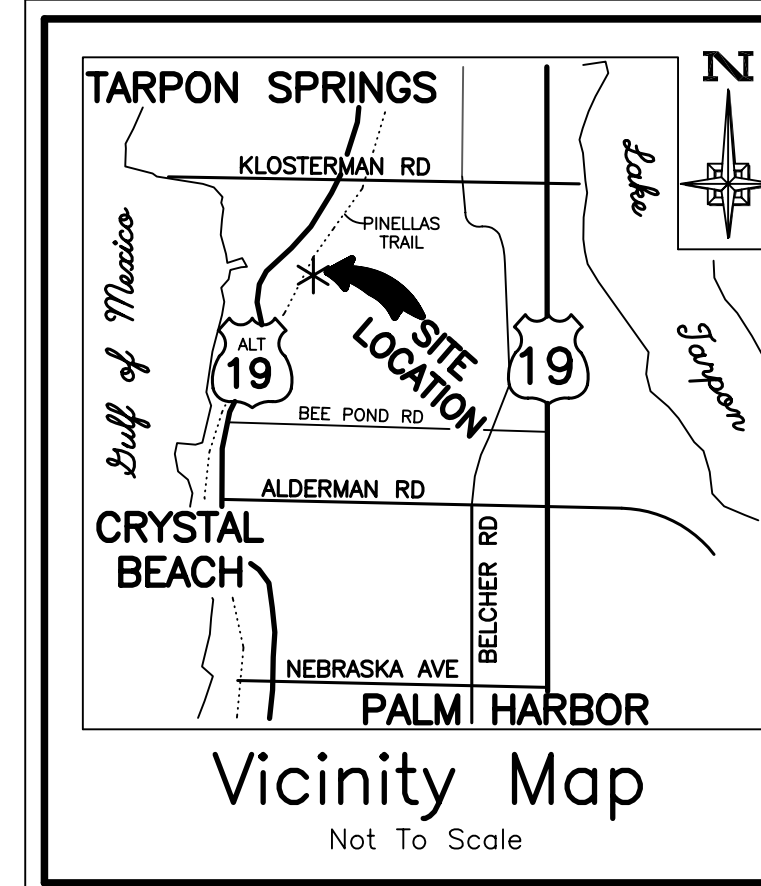 N
TARPON SPRINGS
KLOSTERMAN RD
Lake
Tarpon
PINELLAS
TRAIL
Gulf of Mexico
SITE
LOCATION
ALT
19
19
BEE POND RD
ALDERMAN RD
CRYSTAL
BEACH
BELCHER RD
NEBRASKA AVE
PALM HARBOR
Vicinity Map
Not To Scale